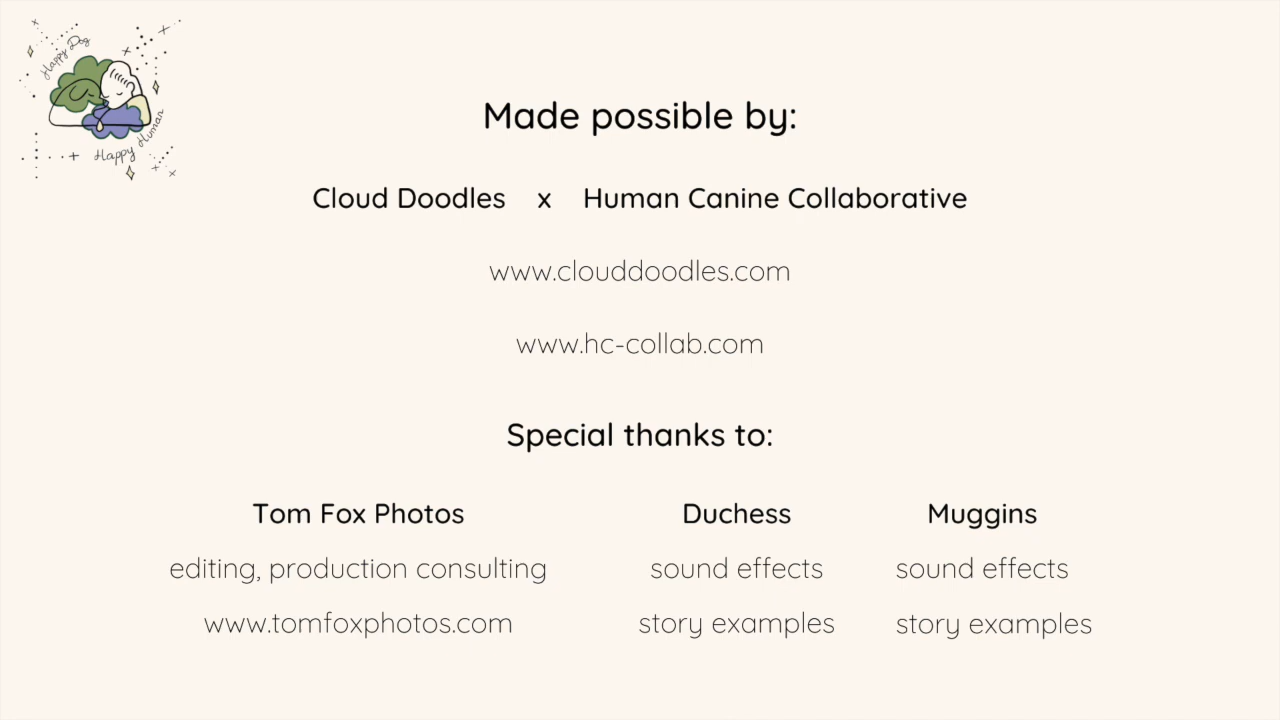 Happy Dog
Happy Human
Made possible by:
Cloud Doodles x Human Canine Collaborative
www.clouddoodles.com
www.hc-collab.com
Special thanks to:
Tom Fox Photos Duchess Muggins
editing, production consulting sound effects sound effects
www.tomfoxphotos.com story examples story examples